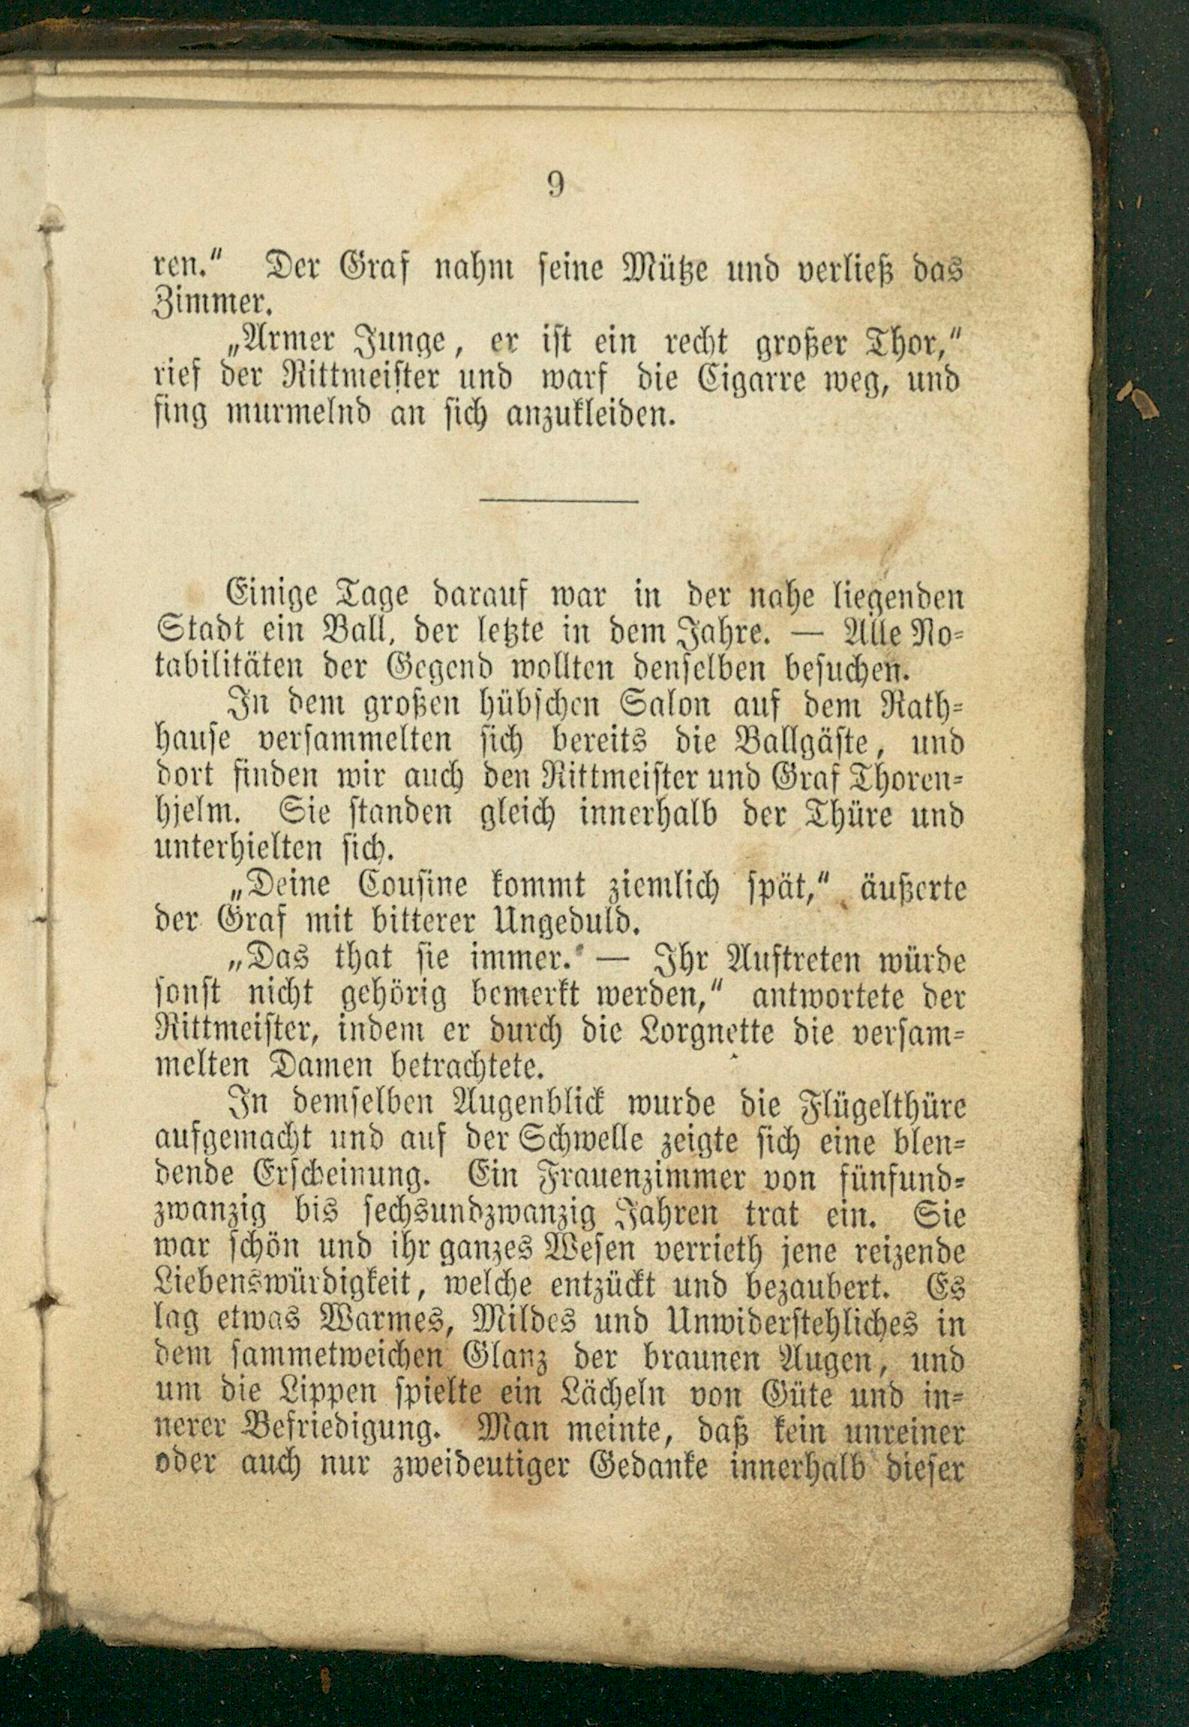 9
ren.“ Der Graf nahm seine Mütze und verließ das
Zimmer.
„Armer Junge, er ist ein recht großer Thor,“
rief der Rittmeister und warf die Cigarre weg, und
fing murmelnd an sich anzukleiden.
Einige Tage darauf war in der nahe liegenden
Stadt ein Ball, der letzte in dem Jahre. — Alle No-
tabilitäten der Gegend wollten denselben besuchen.
In dem großen hübschen Salon auf dem Rath-
hause versammelten sich bereits die Ballgäste, und
dort finden wir auch den Rittmeister und Graf Thoren-
hjelm. Sie standen gleich innerhalb der Thüre und
unterhielten sich.
„Deine Cousine kommt ziemlich spät,“ äußerte
der Graf mit bitterer Ungeduld.
„Das that sie immer. — Ihr Auftreten würde
sonst nicht gehörig bemerkt werden,“ antwortete der
Rittmeister, indem er durch die Lorgnette die versam-
melten Damen betrachtete.
In demselben Augenblick wurde die Flügelthüre
aufgemacht und auf der Schwelle zeigte sich eine blen-
dende Erscheinung. Ein Frauenzimmer von fünfund-
zwanzig bis sechsundzwanzig Jahren trat ein. Sie
war schön und ihr ganzes Wesen verrieth jene reizende
Liebenswürdigkeit, welche entzückt und bezaubert. Es
lag etwas Warmes, Mildes und Unwiderstehliches in
dem sammetweichen Glanz der braunen Augen, und
um die Lippen spielte ein Lächeln von Güte und in-
nerer Befriedigung. Man meinte, daß kein unreiner
oder auch nur zweideutiger Gedanke innerhalb dieser